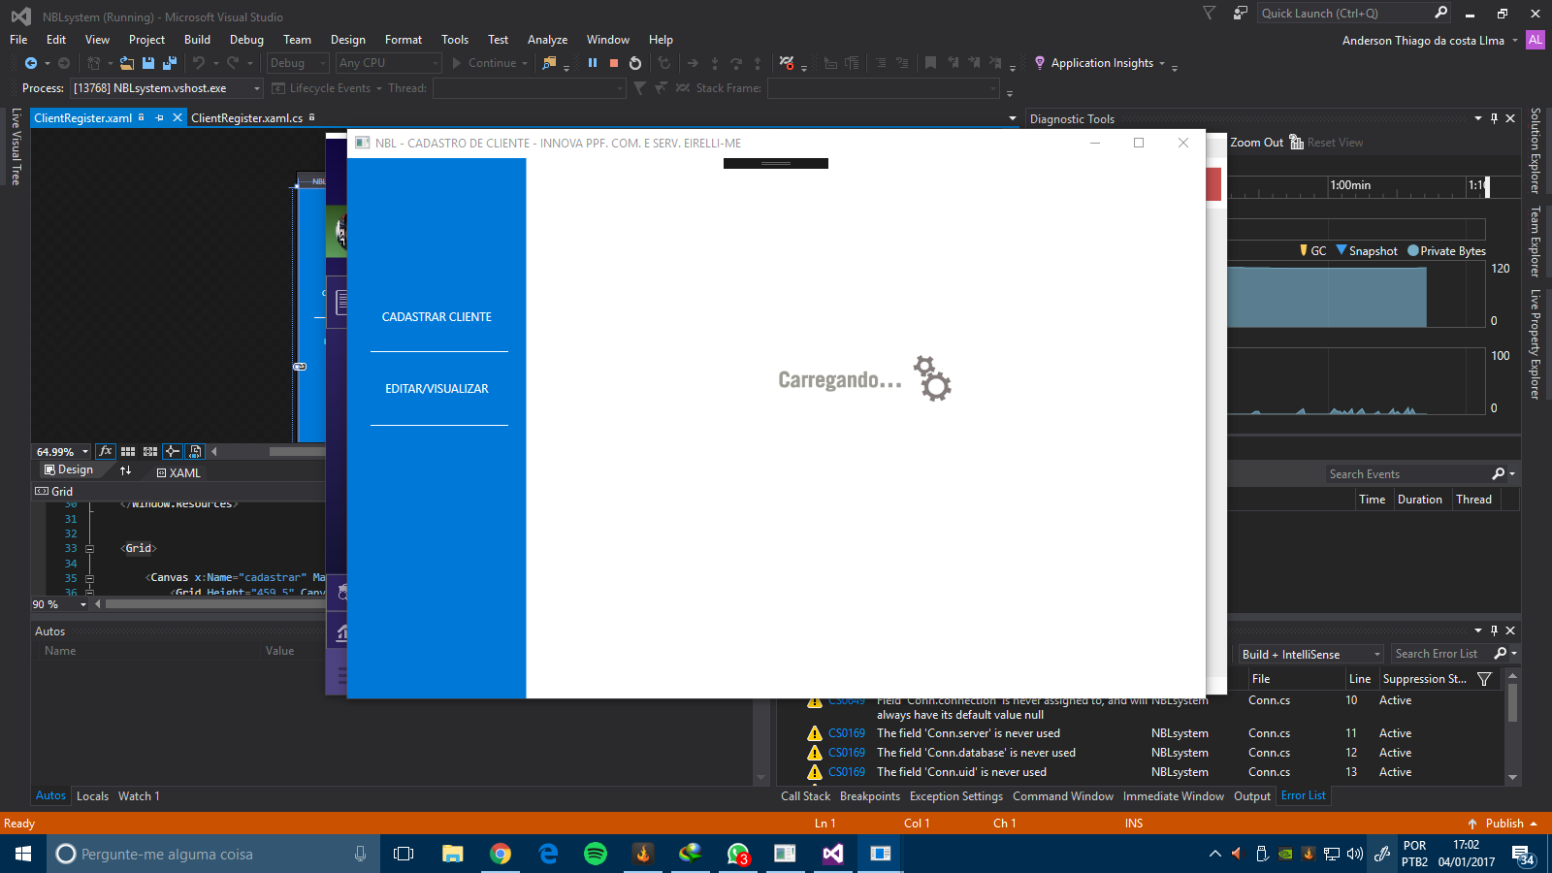 NBLsystem (Running) - Microsoft Visual Studio
Quick Launch (Ctrl+Q)
File Edit View Project Build Debug Team Design Format Tools Test Analyze Window Help
Anderson Thiago da costa LIma AL
Debug Any CPU Continue Application Insights
Process: [13768] NBLsystem.vshost.exe Lifecycle Events Thread: Stack Frame:
Live Visual Tree
ClientRegister.xaml ClientRegister.xaml.cs
Diagnostic Tools
Zoom Out Reset View
1:00min
GC Snapshot Private Bytes
120
0
100
0
Solution Explorer
Team Explorer
Live Property Explorer
NBL - CADASTRO DE CLIENTE - INNOVA PPF. COM. E SERV. EIRELLI-ME
CADASTRAR CLIENTE
EDITAR/VISUALIZAR
Carregando...
64.99%
Design XAML
Grid
30 </Window.Resources>
31
32
33 <Grid>
34
35 <Canvas x:Name="cadastrar" Ma
36 <Grid Height="459.5" Canv
90 %
Search Events
Time Duration Thread
Autos
Name Value
Build + IntelliSense Search Error List
File Line Suppression St...
CS0649 Field 'Conn.connection' is never assigned to, and will always have its default value null NBLsystem Conn.cs 10 Active
CS0169 The field 'Conn.server' is never used NBLsystem Conn.cs 11 Active
CS0169 The field 'Conn.database' is never used NBLsystem Conn.cs 12 Active
CS0169 The field 'Conn.uid' is never used NBLsystem Conn.cs 13 Active
Autos Locals Watch 1
Call Stack Breakpoints Exception Settings Command Window Immediate Window Output Error List
Ready Ln 1 Col 1 Ch 1 INS Publish
Pergunte-me alguma coisa
3
POR
PTB2
17:02
04/01/2017
34